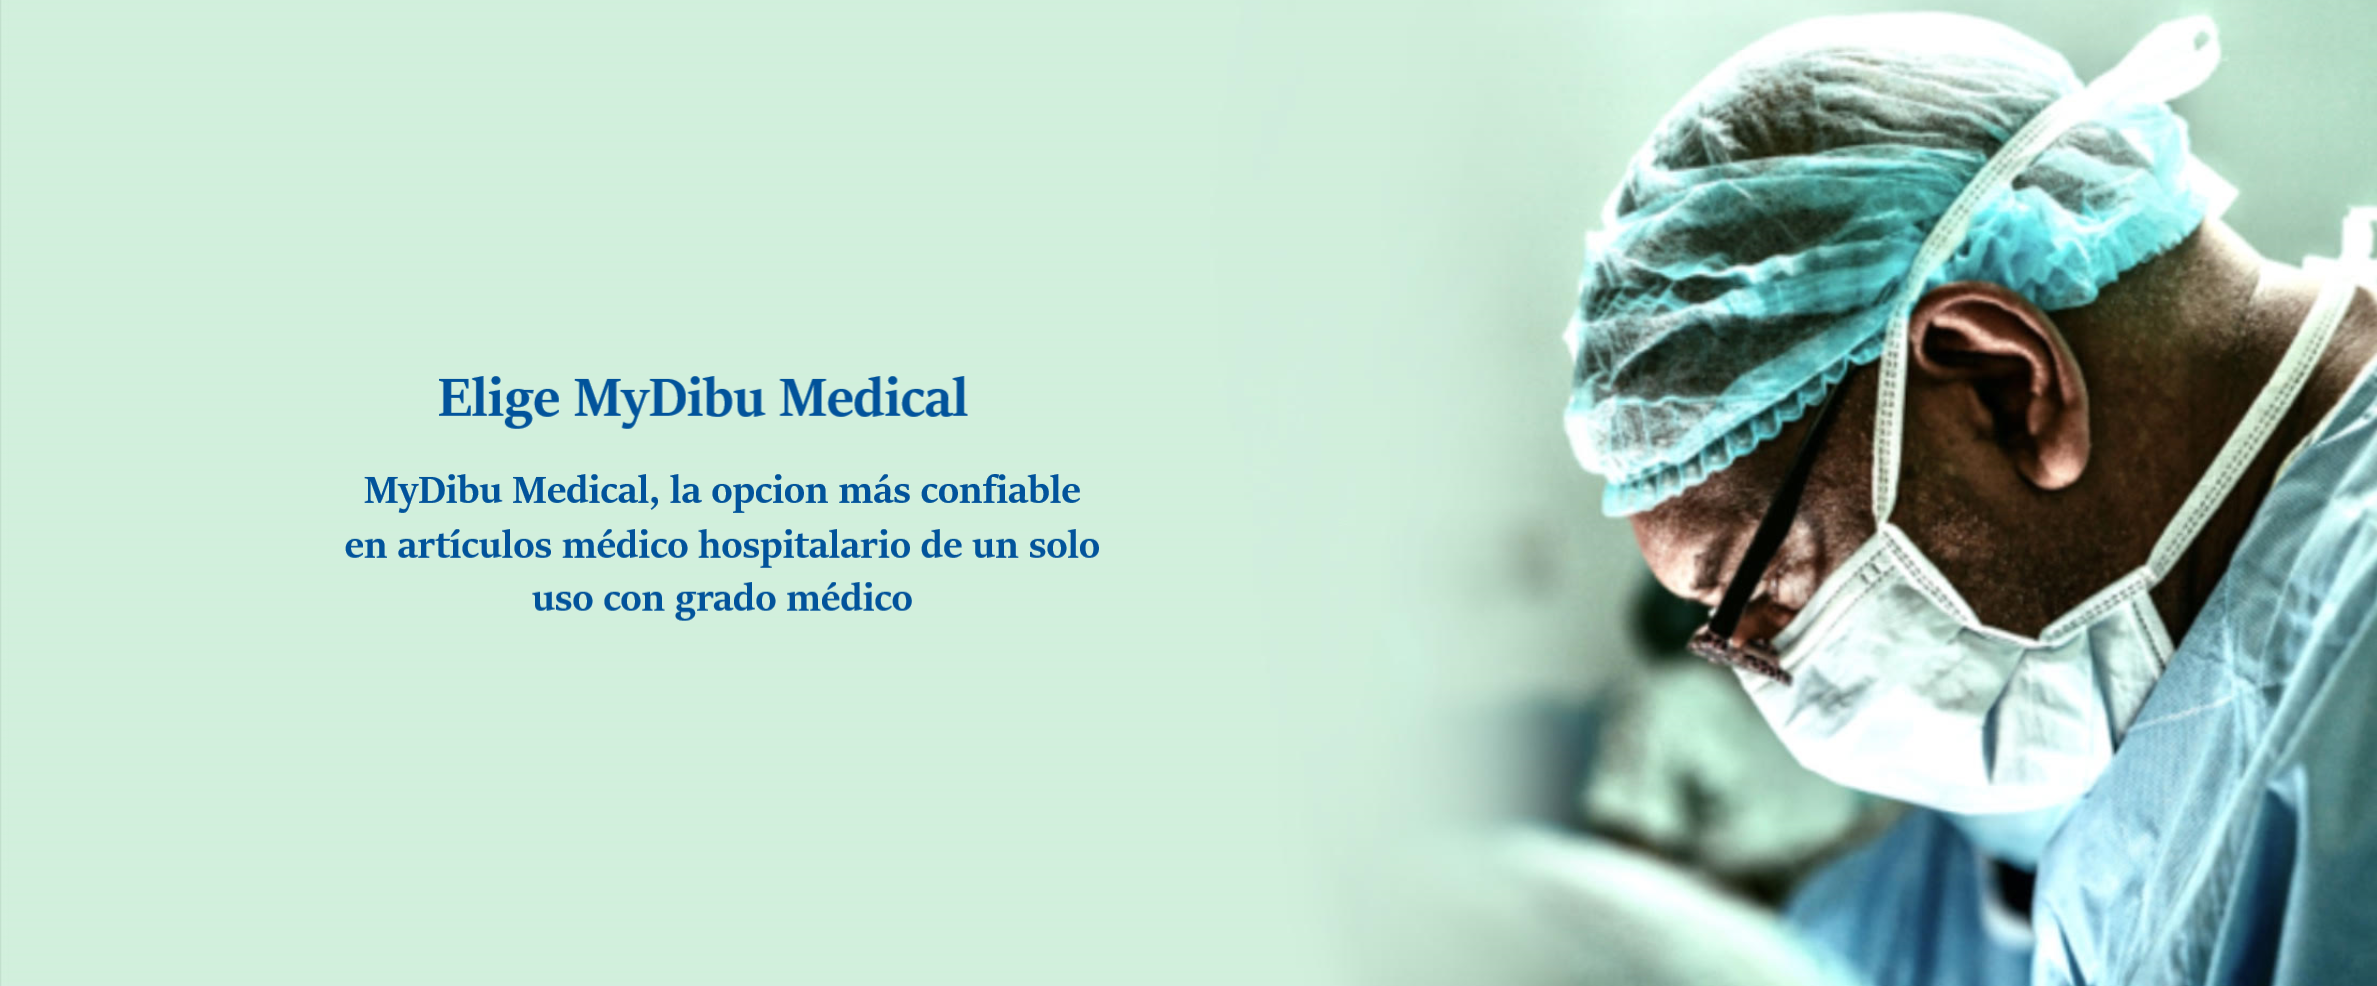 Elige MyDibu Medical
MyDibu Medical, la opcion más confiable
en artículos médico hospitalario de un solo
uso con grado médico